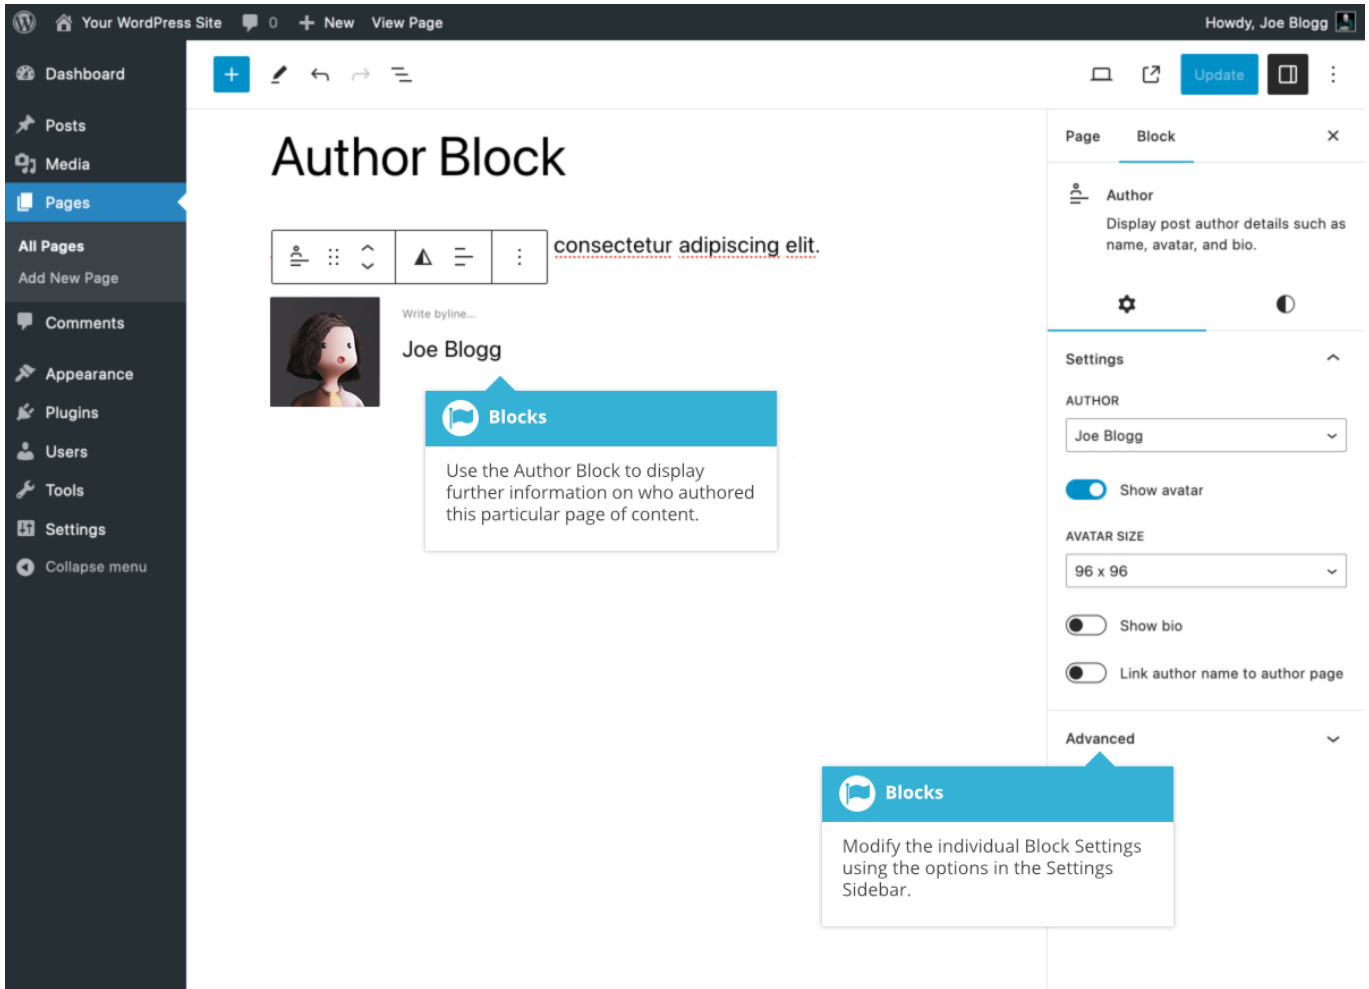 Your WordPress Site 0 New View Page Howdy, Joe Blogg
Dashboard
Posts
Media
Pages
All Pages
Add New Page
Comments
Appearance
Plugins
Users
Tools
Settings
Collapse menu
Update
Author Block
consectetur adipiscing elit.
Write byline...
Joe Blogg
Blocks
Use the Author Block to display
further information on who authored
this particular page of content.
Page Block
Author
Display post author details such as
name, avatar, and bio.
Settings
AUTHOR
Joe Blogg
Show avatar
AVATAR SIZE
96 x 96
Show bio
Link author name to author page
Advanced
Blocks
Modify the individual Block Settings
using the options in the Settings
Sidebar.